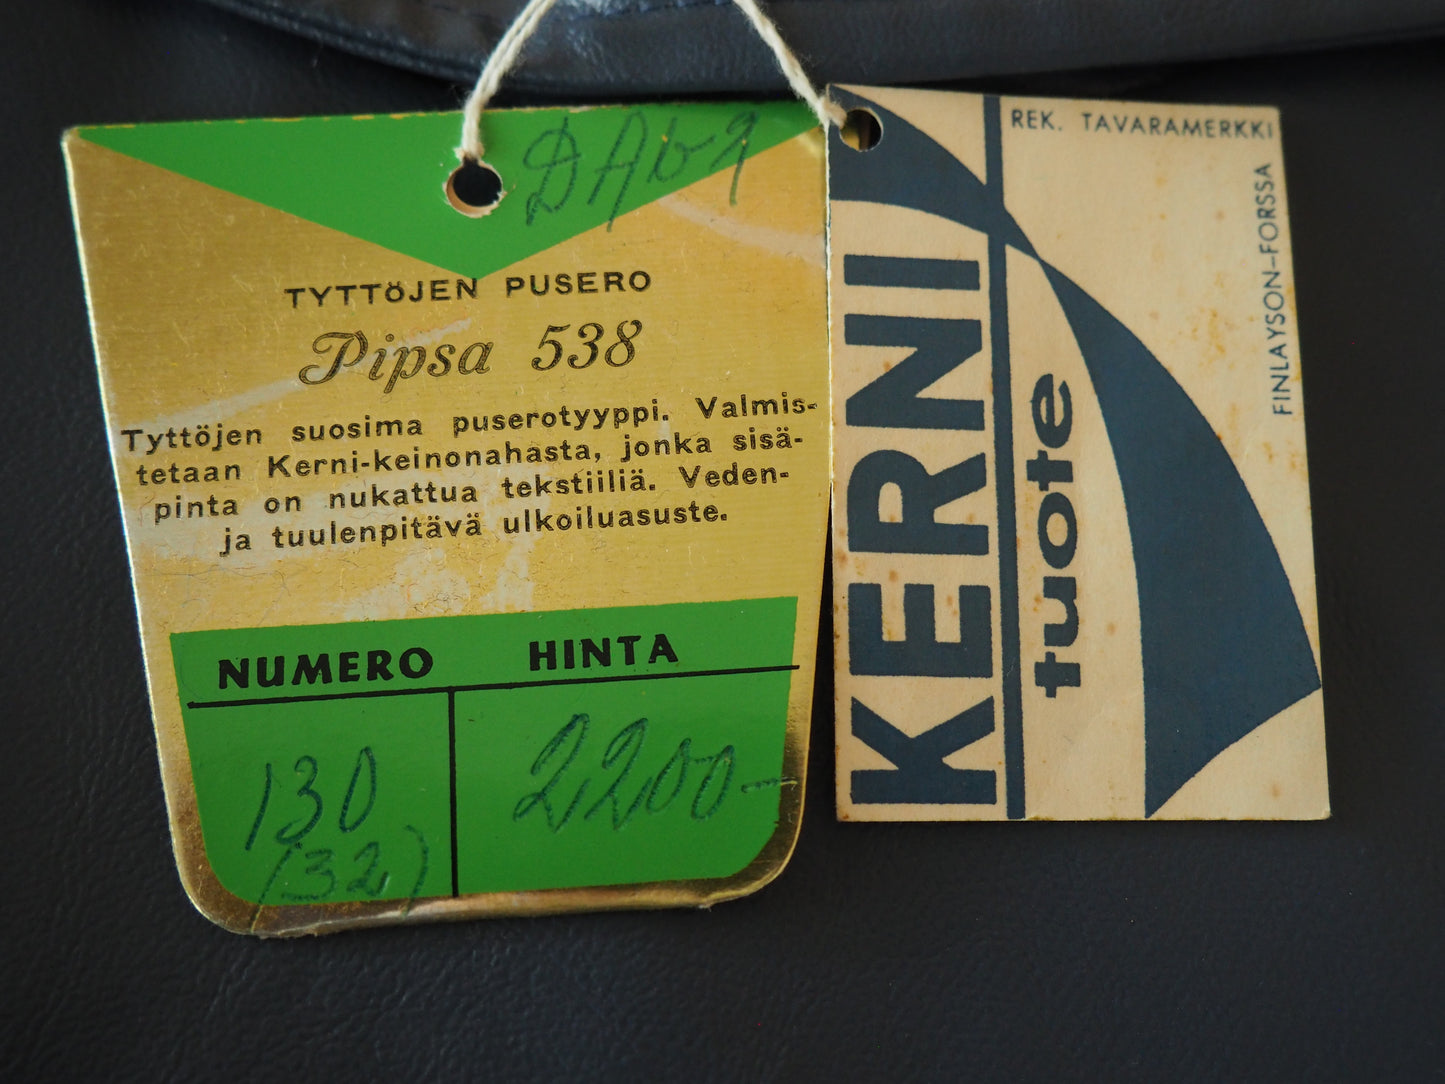 DA69
TYTTÖJEN PUSERO
Pipsa 538
Tyttöjen suosima puserotyyppi. Valmis-
tetaan Kerni-keinonahasta, jonka sisä-
pinta on nukattua tekstiiliä. Veden-
ja tuulenpitävä ulkoiluasuste.
NUMERO HINTA
130 2200-
(32)
REK. TAVARAMERKKI
FINLAYSON-FORSSA
KERNI
tuote